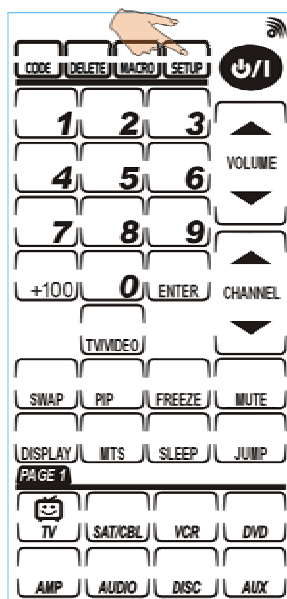 CODE DELETE MACRO SETUP
1 2 3
VOLUME
4 5 6
7 8 9
+100 0 ENTER CHANNEL
TV/VIDEO
SWAP PIP FREEZE MUTE
DISPLAY MTS SLEEP JUMP
PAGE 1
TV SAT/CBL VCR DVD
AMP AUDIO DISC AUX